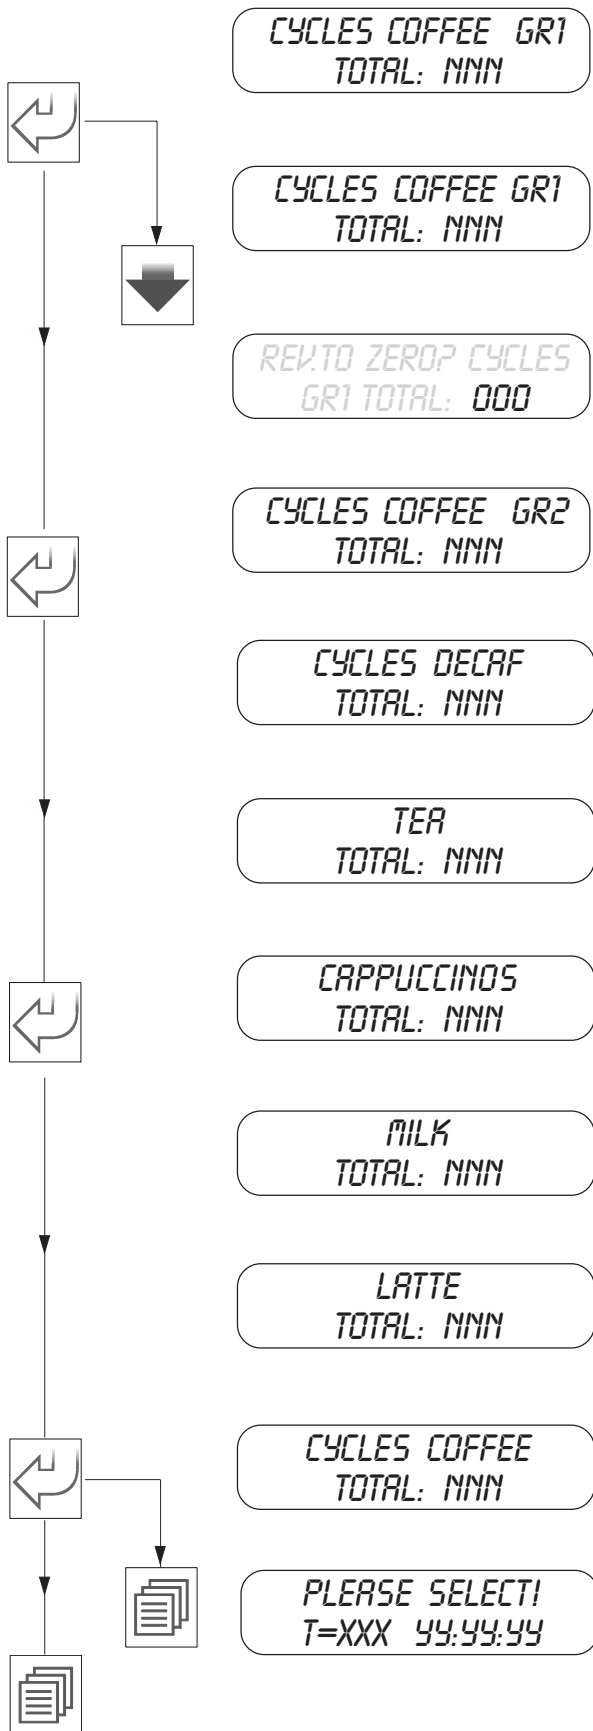 CYCLES COFFEE GR1
TOTAL: NNN
CYCLES COFFEE GR1
TOTAL: NNN
REV.TO ZERO? CYCLES
GR1 TOTAL: 000
CYCLES COFFEE GR2
TOTAL: NNN
CYCLES DECAF
TOTAL: NNN
TEA
TOTAL: NNN
CAPPUCCINOS
TOTAL: NNN
MILK
TOTAL: NNN
LATTE
TOTAL: NNN
CYCLES COFFEE
TOTAL: NNN
PLEASE SELECT!
T=XXX YY:YY:YY